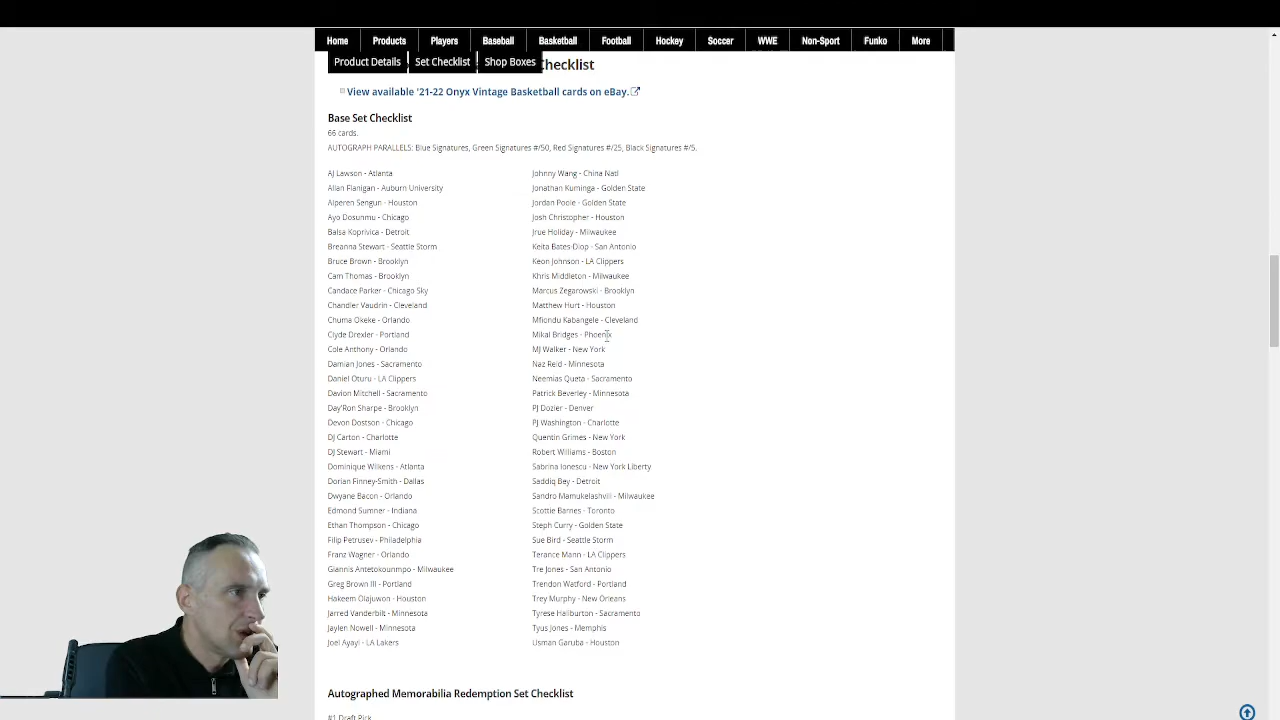 Home Products Players Baseball Basketball Football Hockey Soccer WWE Non-Sport Funko More
Product Details Set Checklist Shop Boxes hecklist
View available '21-22 Onyx Vintage Basketball cards on eBay.
Base Set Checklist
66 cards.
AUTOGRAPH PARALLELS: Blue Signatures, Green Signatures #/50, Red Signatures #/25, Black Signatures #/5.
AJ Lawson - Atlanta
Allan Flanigan - Auburn University
Alperen Sengun - Houston
Ayo Dosunmu - Chicago
Balsa Koprivica - Detroit
Breanna Stewart - Seattle Storm
Bruce Brown - Brooklyn
Cam Thomas - Brooklyn
Candace Parker - Chicago Sky
Chandler Vaudrin - Cleveland
Chuma Okeke - Orlando
Clyde Drexler - Portland
Cole Anthony - Orlando
Damian Jones - Sacramento
Daniel Oturu - LA Clippers
Davion Mitchell - Sacramento
Day'Ron Sharpe - Brooklyn
Devon Dostson - Chicago
DJ Carton - Charlotte
DJ Stewart - Miami
Dominique Wilkens - Atlanta
Dorian Finney-Smith - Dallas
Dwyane Bacon - Orlando
Edmond Sumner - Indiana
Ethan Thompson - Chicago
Filip Petrusev - Philadelphia
Franz Wagner - Orlando
Giannis Antetokounmpo - Milwaukee
Greg Brown III - Portland
Hakeem Olajuwon - Houston
Jarred Vanderbilt - Minnesota
Jaylen Nowell - Minnesota
Joel Ayayi - LA Lakers
Johnny Wang - China Natl
Jonathan Kuminga - Golden State
Jordan Poole - Golden State
Josh Christopher - Houston
Jrue Holiday - Milwaukee
Keita Bates-Diop - San Antonio
Keon Johnson - LA Clippers
Khris Middleton - Milwaukee
Marcus Zegarowski - Brooklyn
Matthew Hurt - Houston
Mfiondu Kabangele - Cleveland
Mikal Bridges - Phoenix
MJ Walker - New York
Naz Reid - Minnesota
Neemias Queta - Sacramento
Patrick Beverley - Minnesota
PJ Dozier - Denver
PJ Washington - Charlotte
Quentin Grimes - New York
Robert Williams - Boston
Sabrina Ionescu - New York Liberty
Saddiq Bey - Detroit
Sandro Mamukelashvili - Milwaukee
Scottie Barnes - Toronto
Steph Curry - Golden State
Sue Bird - Seattle Storm
Terance Mann - LA Clippers
Tre Jones - San Antonio
Trendon Watford - Portland
Trey Murphy - New Orleans
Tyrese Haliburton - Sacramento
Tyus Jones - Memphis
Usman Garuba - Houston
Autographed Memorabilia Redemption Set Checklist
#1 Draft Pick